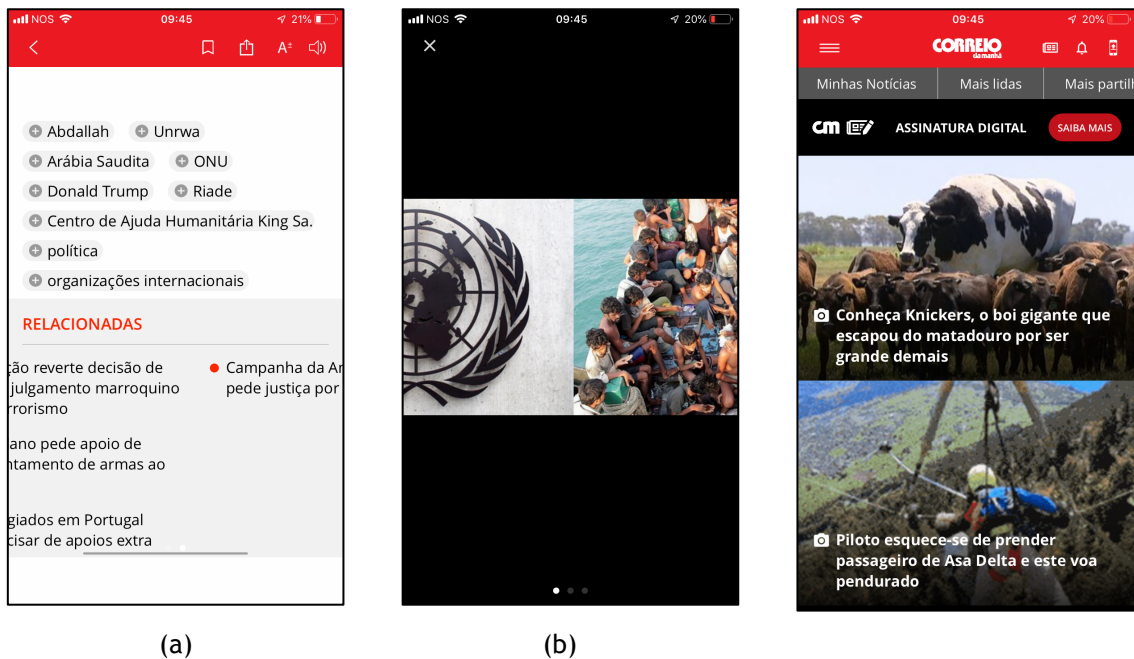 NOS 09:45 21%
A±
Abdallah Unrwa
Arábia Saudita ONU
Donald Trump Riade
Centro de Ajuda Humanitária King Sa.
política
organizações internacionais
RELACIONADAS
ção reverte decisão de
julgamento marroquino
rrorismo
ano pede apoio de
ntamento de armas ao
giados em Portugal
cisar de apoios extra
Campanha da Am
pede justiça por
(a)
NOS 09:45 20%
(b)
NOS 09:45 20%
CORREIO
da manhã
Minhas Notícias Mais lidas Mais partilh
cm ASSINATURA DIGITAL SAIBA MAIS
Conheça Knickers, o boi gigante que
escapou do matadouro por ser
grande demais
Piloto esquece-se de prender
passageiro de Asa Delta e este voa
pendurado